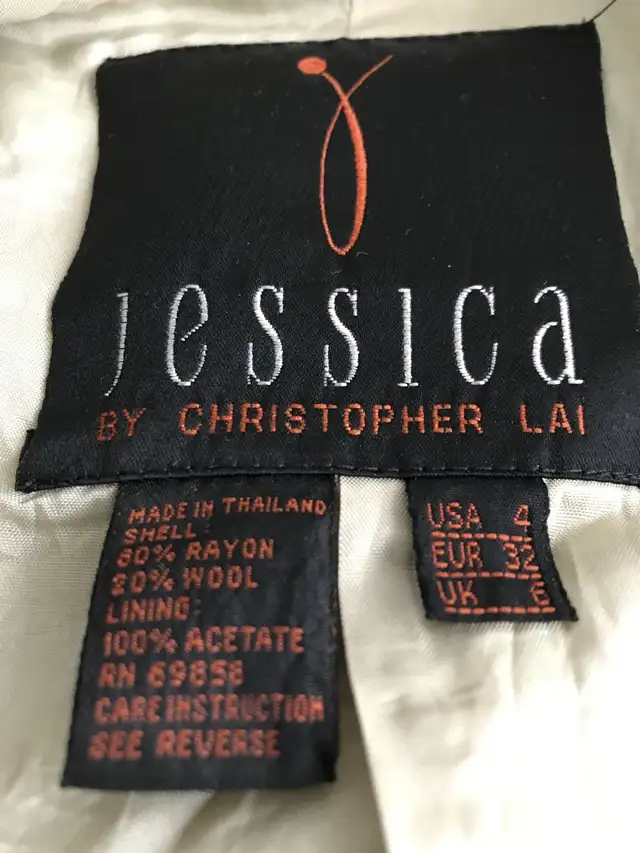 jessica
BY CHRISTOPHER LAI
MADE IN THAILAND
SHELL:
80% RAYON
20% WOOL
LINING:
100% ACETATE
RN 69858
CARE INSTRUCTION
SEE REVERSE
USA 4
EUR 32
UK 6